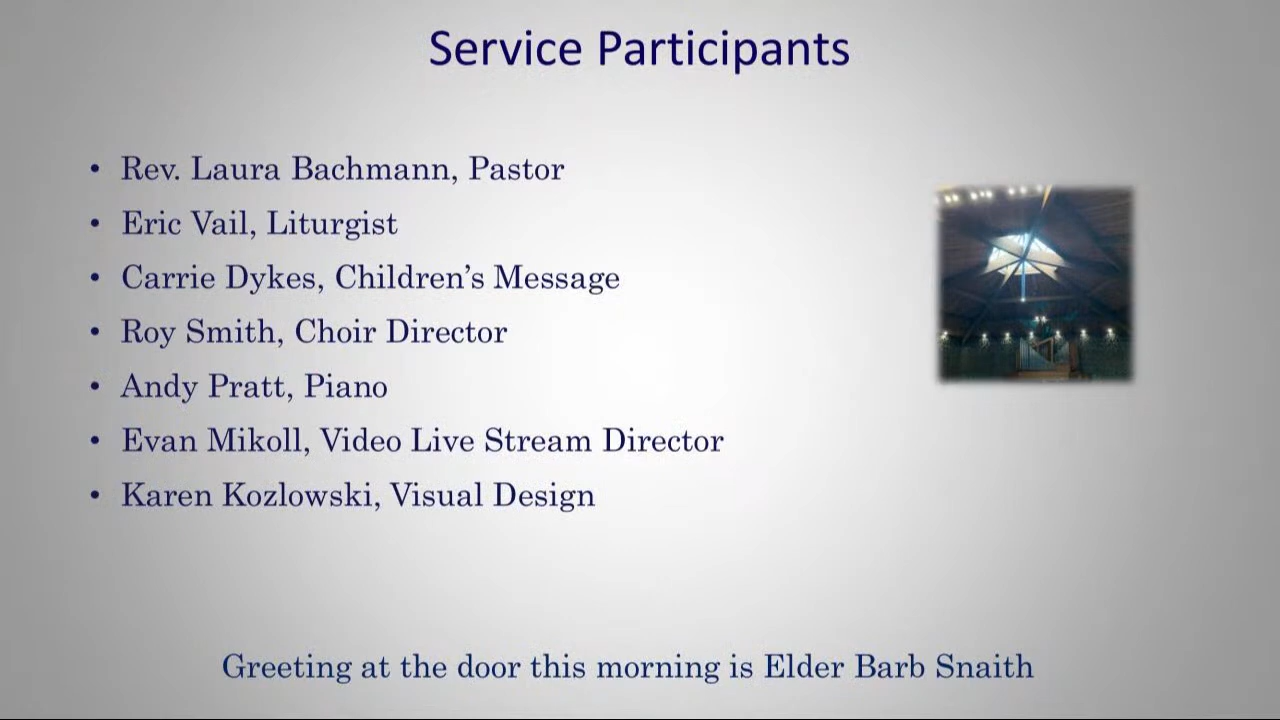 Service Participants
• Rev. Laura Bachmann, Pastor
• Eric Vail, Liturgist
• Carrie Dykes, Children’s Message
• Roy Smith, Choir Director
• Andy Pratt, Piano
• Evan Mikoll, Video Live Stream Director
• Karen Kozlowski, Visual Design
Greeting at the door this morning is Elder Barb Snaith